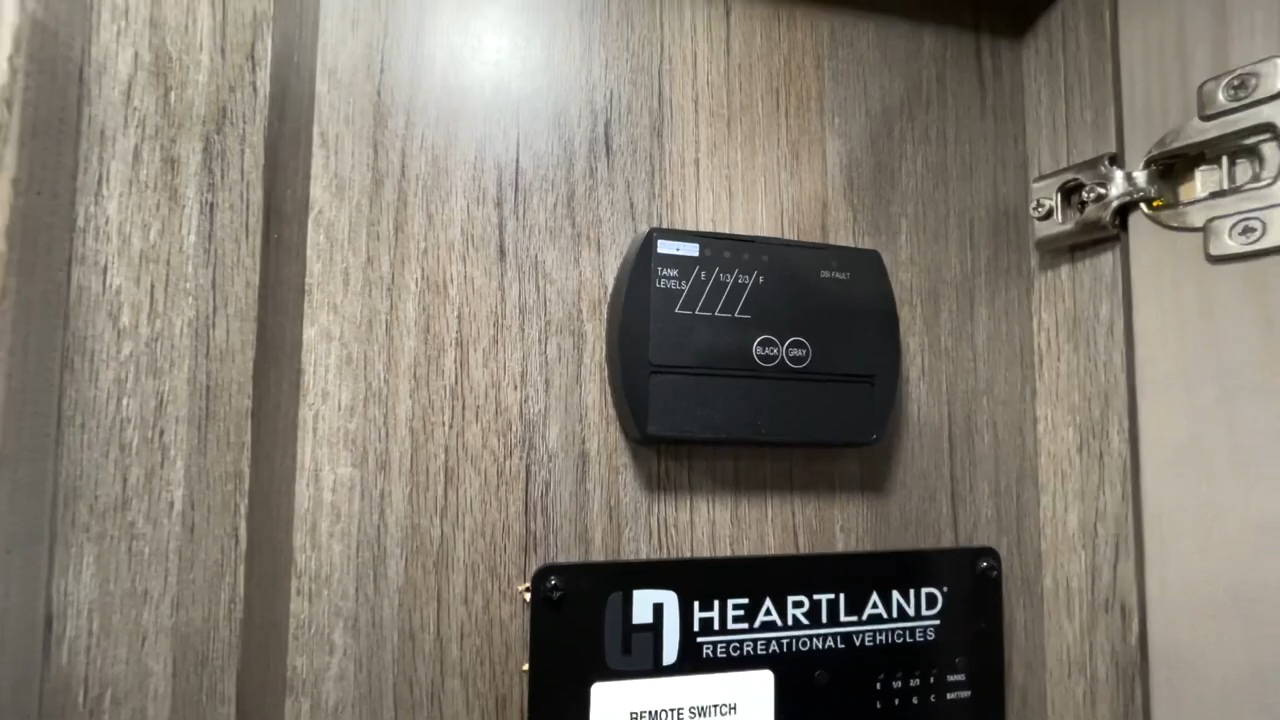 TANK
LEVELS
E 1/3 2/3 F
DSI FAULT
BLACK GRAY
HEARTLAND
RECREATIONAL VEHICLES
E 1/3 2/3 F TANKS
L F G C BATTERY
REMOTE SWITCH